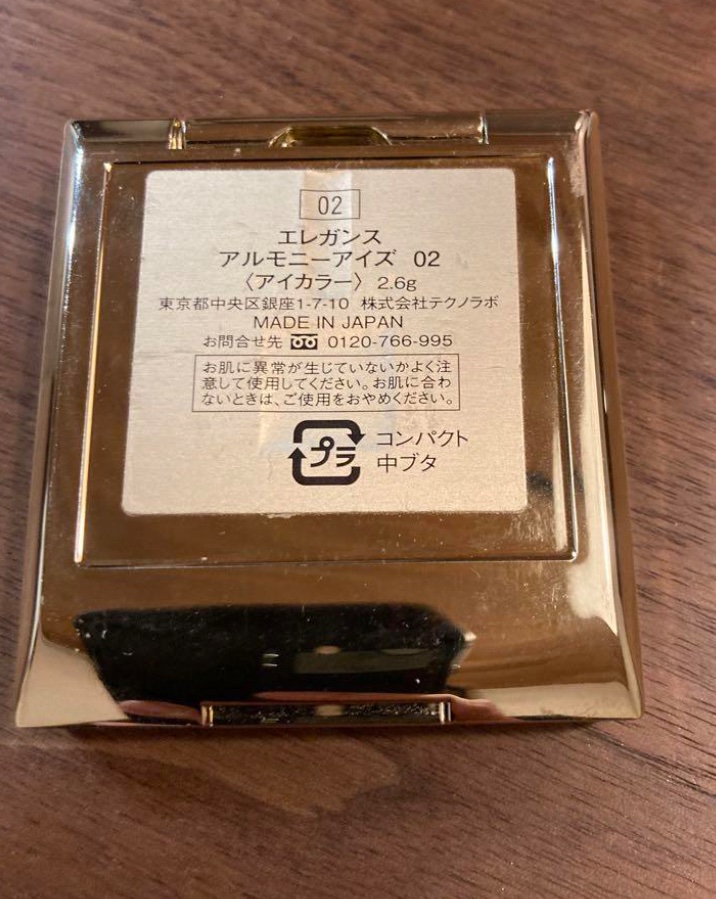 02
エレガンス
アルモニーアイズ 02
〈アイカラー〉 2.6g
東京都中央区銀座1-7-10 株式会社テクノラボ
MADE IN JAPAN
お問合せ先 0120-766-995
お肌に異常が生じていないかよく注
意して使用してください。お肌に合わ
ないときは、ご使用をおやめください。
プラ コンパクト
中ブタ